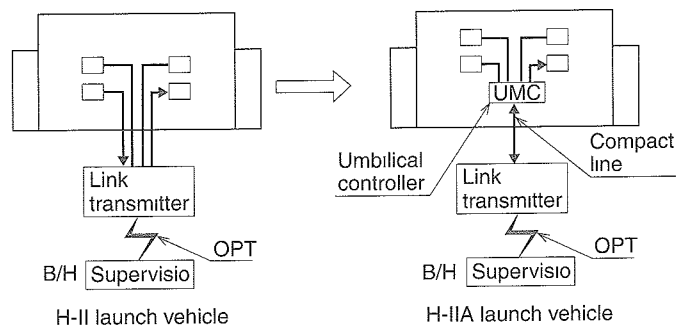 Link
transmitter
OPT
B/H
Supervisio
H-II launch vehicle
UMC
Umbilical
controller
Compact
line
Link
transmitter
OPT
B/H
Supervisio
H-IIA launch vehicle